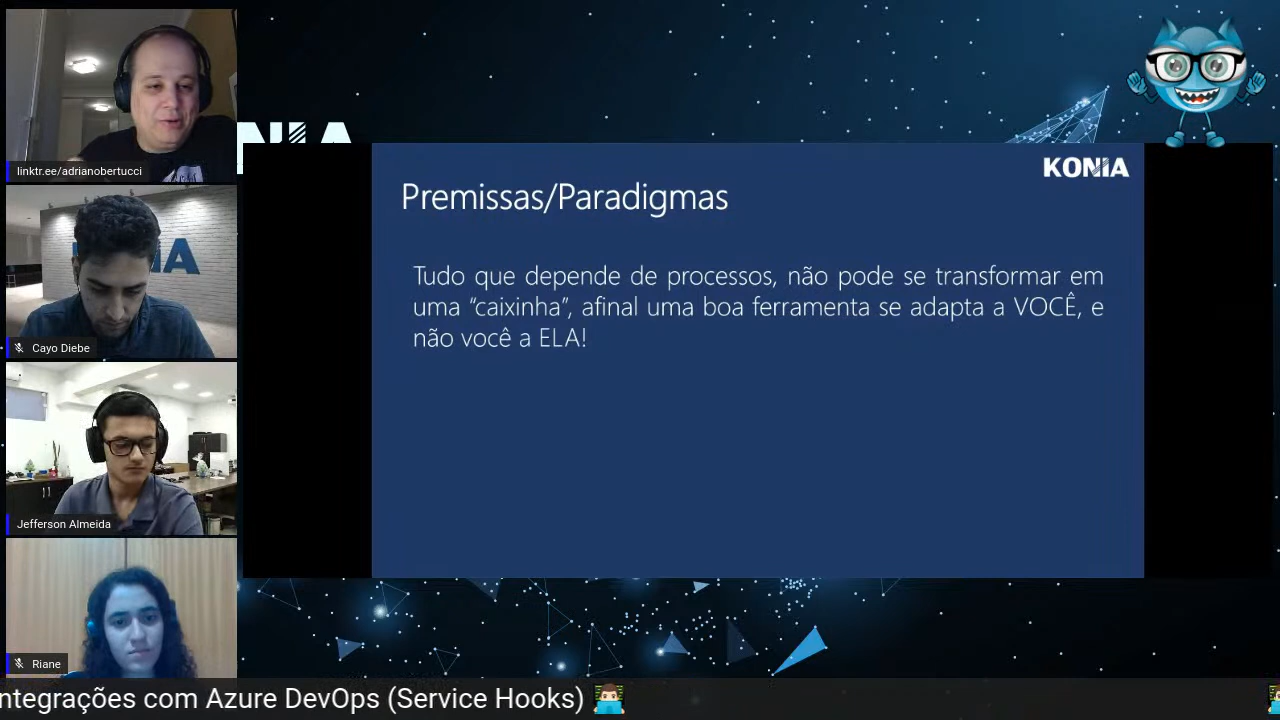 linktr.ee/adrianobertucci
Cayo Diebe
Jefferson Almeida
Riane
KONIA
Premissas/Paradigmas
Tudo que depende de processos, não pode se transformar em
uma “caixinha”, afinal uma boa ferramenta se adapta a VOCÊ, e
não você a ELA!
ntegrações com Azure DevOps (Service Hooks)